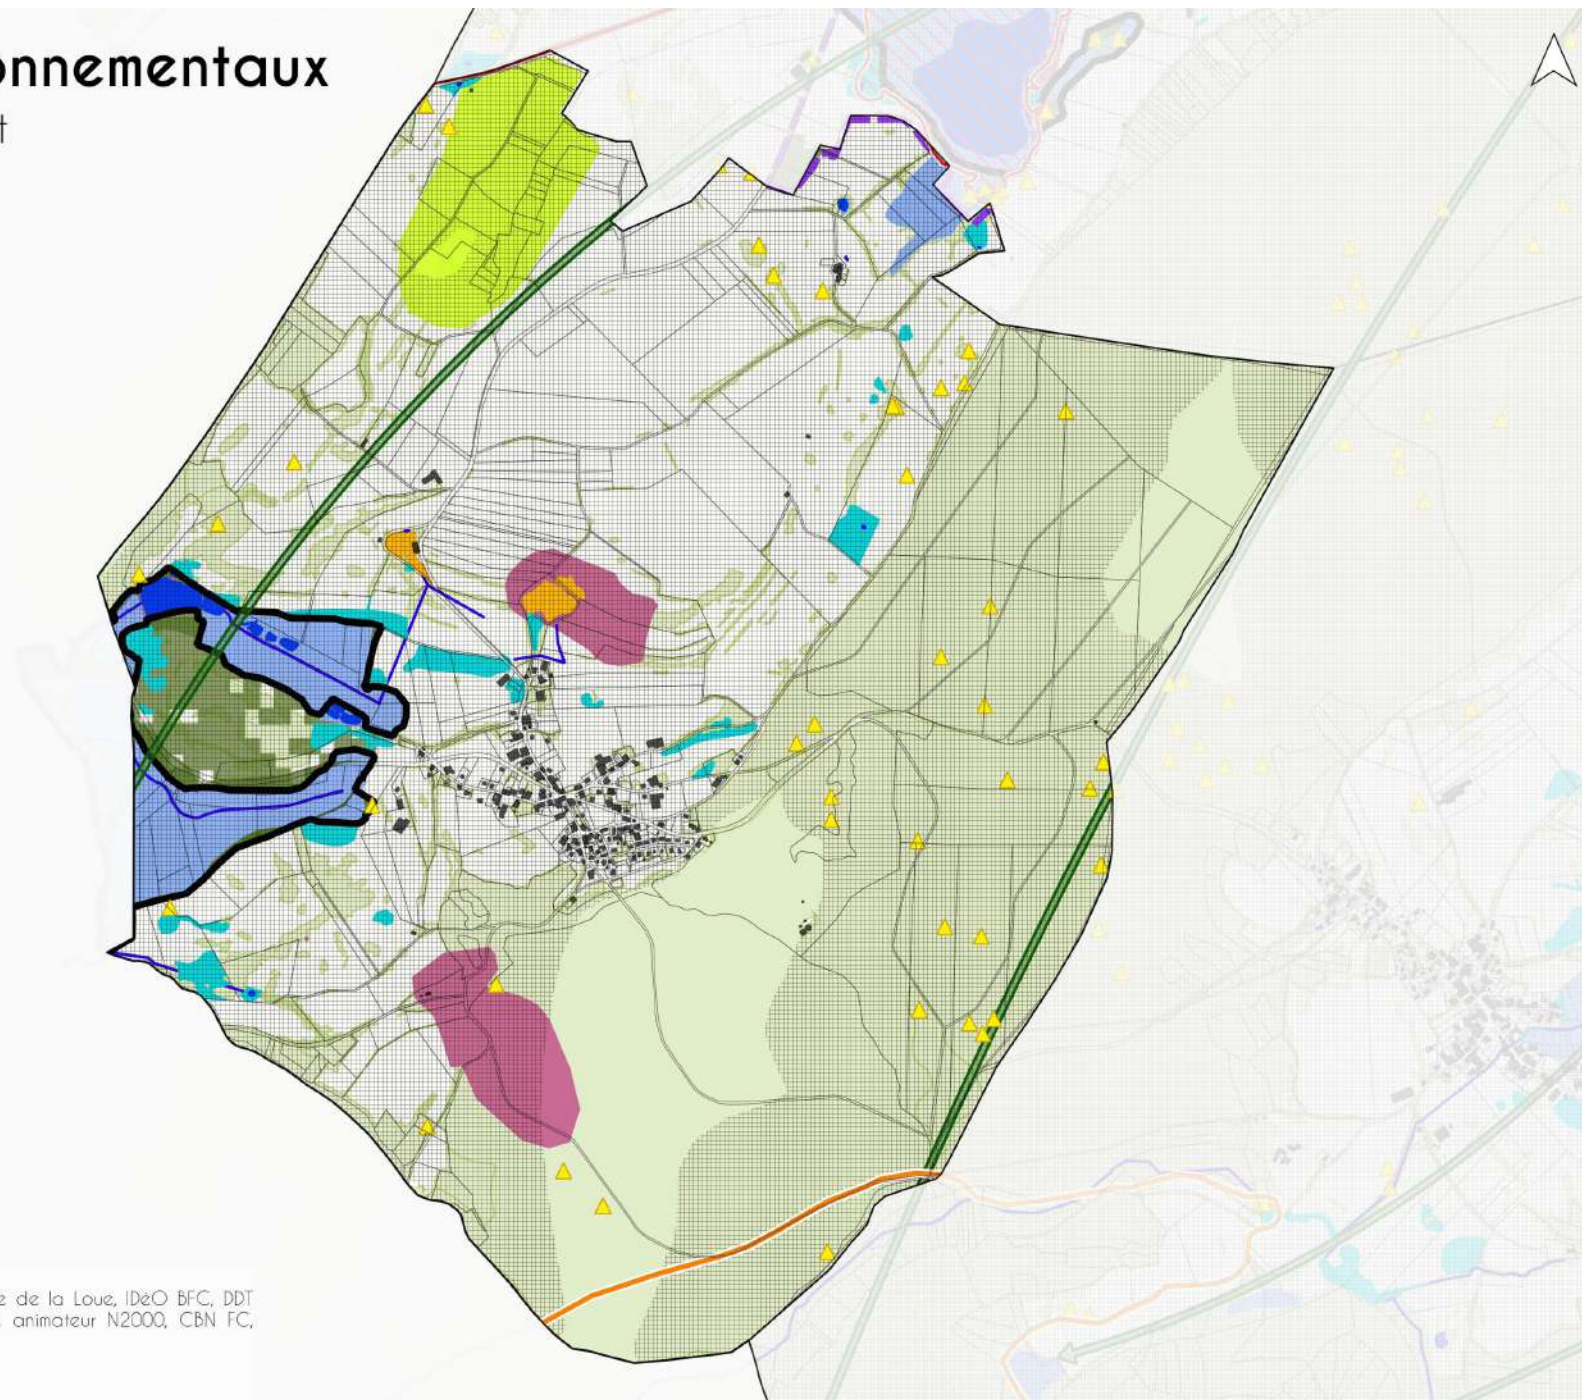 onnementaux
t
e de la Loue, IDéO BFC, DDT
animateur N2000, CBN FC,